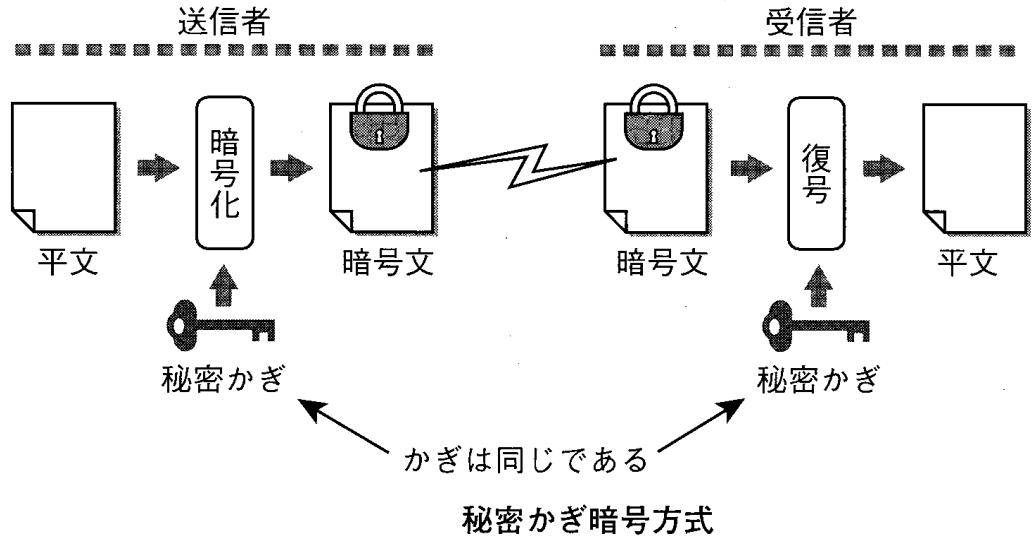 送信者
受信者
暗号化
復号
平文
暗号文
暗号文
平文
秘密かぎ
秘密かぎ
かぎは同じである
秘密かぎ暗号方式